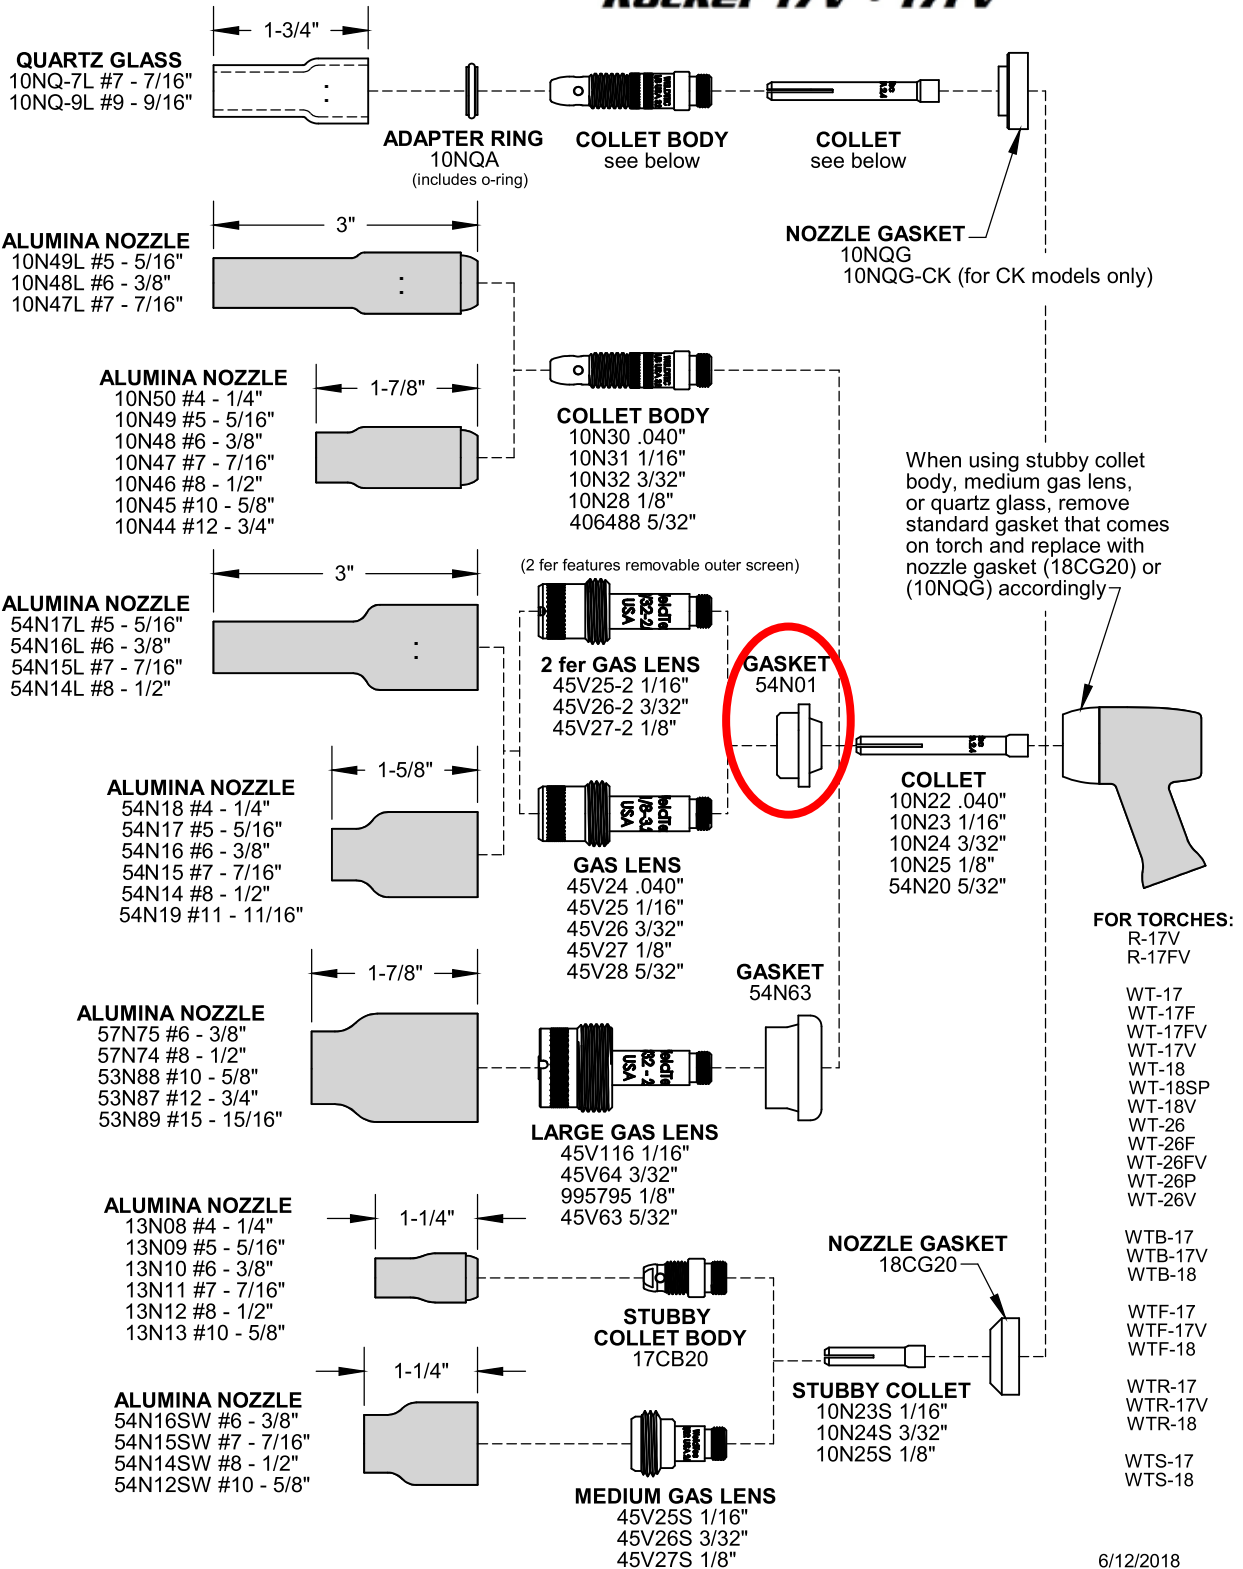 Rocket 17V • 17FV
1-3/4"
QUARTZ GLASS
10NQ-7L #7 - 7/16"
10NQ-9L #9 - 9/16"
ADAPTER RING
10NQA
(includes o-ring)
COLLET BODY
see below
COLLET
see below
NOZZLE GASKET
10NQG
10NQG-CK (for CK models only)
3"
ALUMINA NOZZLE
10N49L #5 - 5/16"
10N48L #6 - 3/8"
10N47L #7 - 7/16"
1-7/8"
ALUMINA NOZZLE
10N50 #4 - 1/4"
10N49 #5 - 5/16"
10N48 #6 - 3/8"
10N47 #7 - 7/16"
10N46 #8 - 1/2"
10N45 #10 - 5/8"
10N44 #12 - 3/4"
COLLET BODY
10N30 .040"
10N31 1/16"
10N32 3/32"
10N28 1/8"
406488 5/32"
When using stubby collet
body, medium gas lens,
or quartz glass, remove
standard gasket that comes
on torch and replace with
nozzle gasket (18CG20) or
(10NQG) accordingly
3"
ALUMINA NOZZLE
54N17L #5 - 5/16"
54N16L #6 - 3/8"
54N15L #7 - 7/16"
54N14L #8 - 1/2"
(2 fer features removable outer screen)
USA
2 fer GAS LENS
45V25-2 1/16"
45V26-2 3/32"
45V27-2 1/8"
GASKET
54N01
1-5/8"
ALUMINA NOZZLE
54N18 #4 - 1/4"
54N17 #5 - 5/16"
54N16 #6 - 3/8"
54N15 #7 - 7/16"
54N14 #8 - 1/2"
54N19 #11 - 11/16"
USA
GAS LENS
45V24 .040"
45V25 1/16"
45V26 3/32"
45V27 1/8"
45V28 5/32"
COLLET
10N22 .040"
10N23 1/16"
10N24 3/32"
10N25 1/8"
54N20 5/32"
1-7/8"
ALUMINA NOZZLE
57N75 #6 - 3/8"
57N74 #8 - 1/2"
53N88 #10 - 5/8"
53N87 #12 - 3/4"
53N89 #15 - 15/16"
USA
LARGE GAS LENS
45V116 1/16"
45V64 3/32"
995795 1/8"
45V63 5/32"
GASKET
54N63
1-1/4"
ALUMINA NOZZLE
13N08 #4 - 1/4"
13N09 #5 - 5/16"
13N10 #6 - 3/8"
13N11 #7 - 7/16"
13N12 #8 - 1/2"
13N13 #10 - 5/8"
STUBBY
COLLET BODY
17CB20
NOZZLE GASKET
18CG20
1-1/4"
ALUMINA NOZZLE
54N16SW #6 - 3/8"
54N15SW #7 - 7/16"
54N14SW #8 - 1/2"
54N12SW #10 - 5/8"
MEDIUM GAS LENS
45V25S 1/16"
45V26S 3/32"
45V27S 1/8"
STUBBY COLLET
10N23S 1/16"
10N24S 3/32"
10N25S 1/8"
FOR TORCHES:
R-17V
R-17FV
WT-17
WT-17F
WT-17FV
WT-17V
WT-18
WT-18SP
WT-18V
WT-26
WT-26F
WT-26FV
WT-26P
WT-26V
WTB-17
WTB-17V
WTB-18
WTF-17
WTF-17V
WTF-18
WTR-17
WTR-17V
WTR-18
WTS-17
WTS-18
6/12/2018